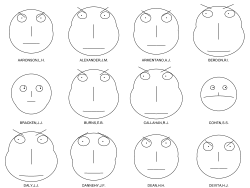 AARONSON,L.H. ALEXANDER,J.M. ARMENTANO,A.J. BERDON,R.I.
BRACKEN,J.J. BURNS,E.B. CALLAHAN,R.J. COHEN,S.S.
DALY,J.J. DANNEHY,J.F. DEAN,H.H. DEVITA,H.J.